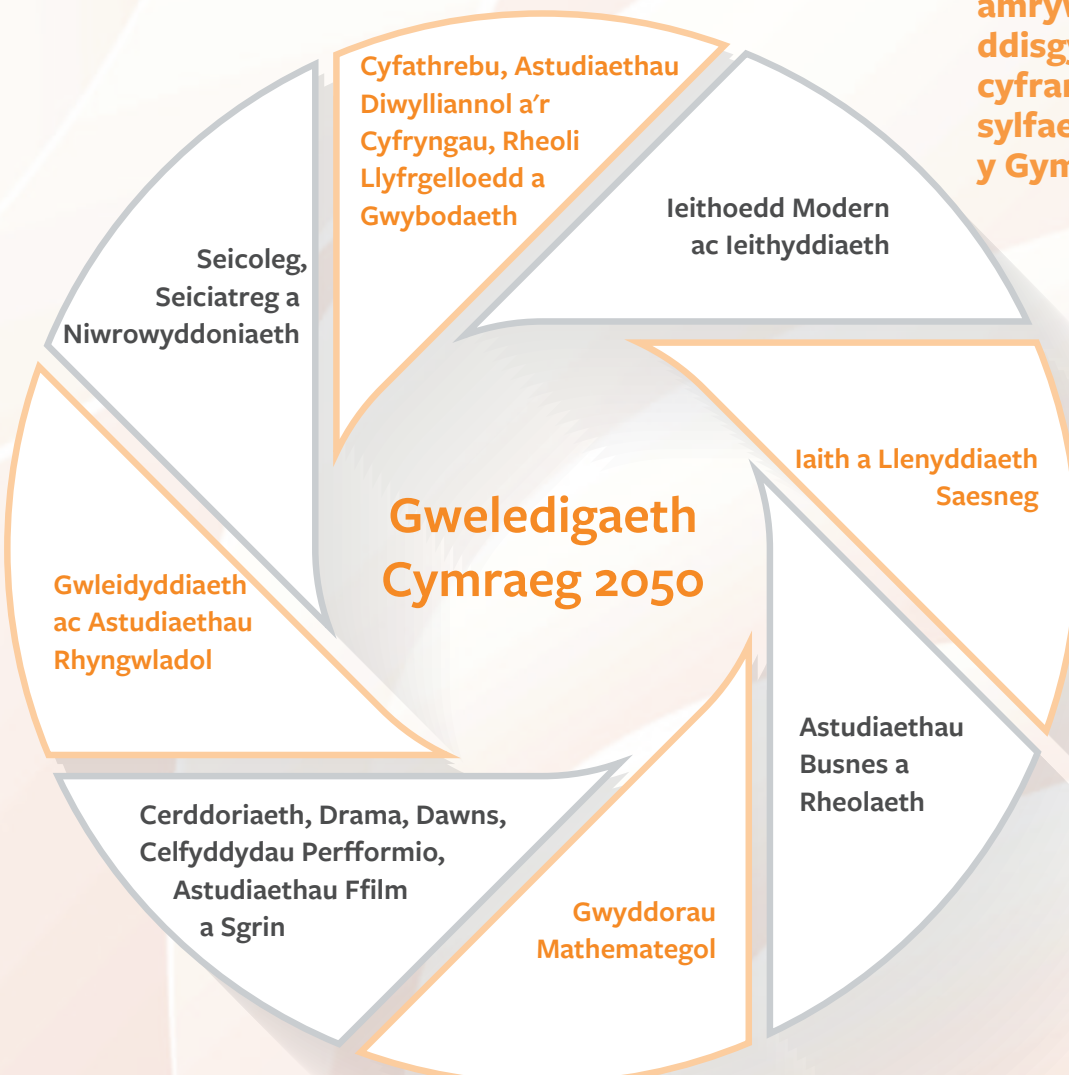 Cyfathrebu, Astudiaethau
Diwylliannol a'r
Cyfryngau, Rheoli
Llyfrgelloedd a
Gwybodaeth
Ieithoedd Modern
ac Ieithyddiaeth
Iaith a Llenyddiaeth
Saesneg
Astudiaethau
Busnes a
Rheolaeth
Gwyddorau
Mathemategol
Cerddoriaeth, Drama, Dawns,
Celfyddydau Perfformio,
Astudiaethau Ffilm
a Sgrin
Gwleidyddiaeth
ac Astudiaethau
Rhyngwladol
Seicoleg,
Seiciatreg a
Niwrowyddoniaeth
Gweledigaeth
Cymraeg 2050
y